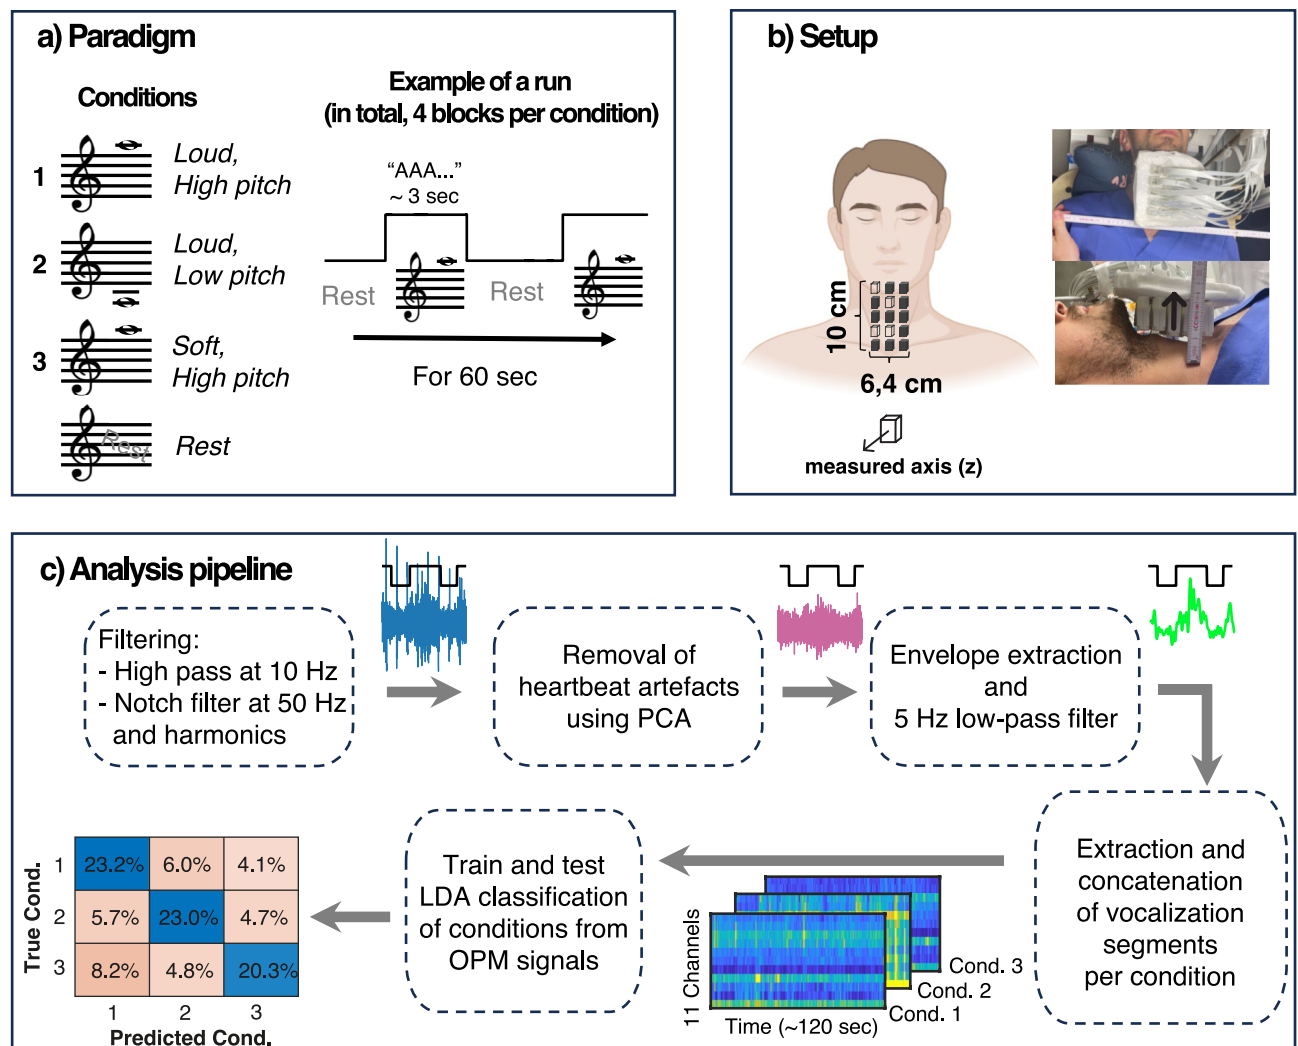 a) Paradigm
Conditions
1
Loud,
High pitch
2
Loud,
Low pitch
3
Soft,
High pitch
Rest
Rest
Example of a run
(in total, 4 blocks per condition)
“AAA...”
~ 3 sec
Rest
Rest
For 60 sec
b) Setup
10 cm
6,4 cm
measured axis (z)
c) Analysis pipeline
Filtering:
- High pass at 10 Hz
- Notch filter at 50 Hz
and harmonics
Removal of
heartbeat artefacts
using PCA
Envelope extraction
and
5 Hz low-pass filter
Extraction and
concatenation
of vocalization
segments
per condition
11 Channels
Time (~120 sec)
Cond. 1
Cond. 2
Cond. 3
Train and test
LDA classification
of conditions from
OPM signals
True Cond.
1 23.2% 6.0% 4.1%
2 5.7% 23.0% 4.7%
3 8.2% 4.8% 20.3%
1 2 3
Predicted Cond.